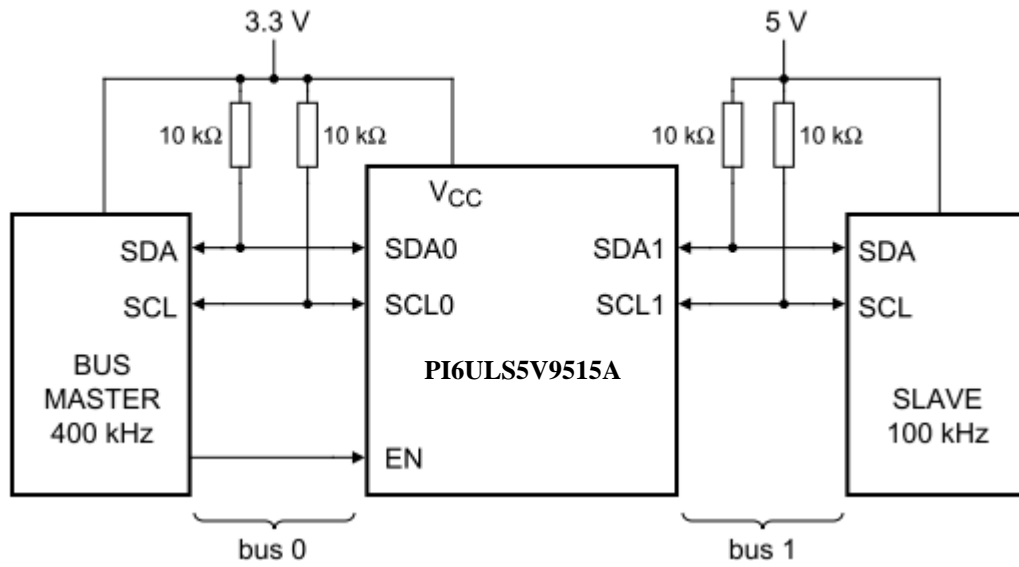 3.3 V
5 V
10 kΩ
10 kΩ
10 kΩ
10 kΩ
VCC
SDA
SDA0
SDA1
SDA
SCL
SCL0
SCL1
SCL
PI6ULS5V9515A
BUS
MASTER
400 kHz
SLAVE
100 kHz
EN
bus 0
bus 1